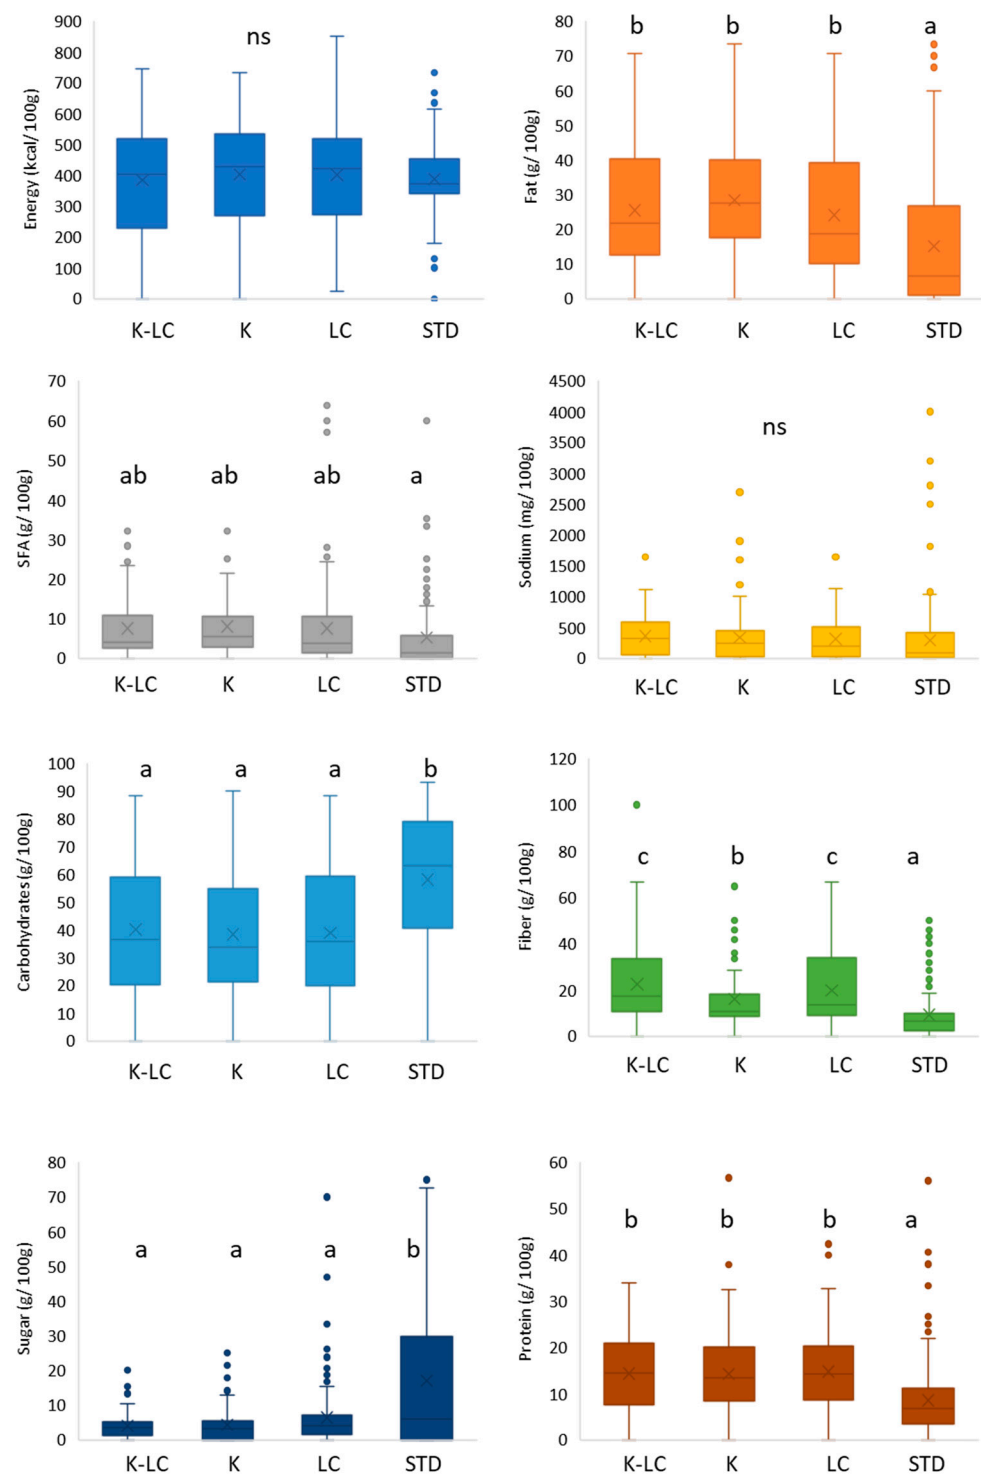 900
800
700
600
500
400
300
200
100
0
Energy (kcal/ 100g)
ns
K-LC K LC STD
80
70
60
50
40
30
20
10
0
Fat (g/ 100g)
b b b a
K-LC K LC STD
70
60
50
40
30
20
10
0
SFA (g/ 100g)
ab ab ab a
K-LC K LC STD
4500
4000
3500
3000
2500
2000
1500
1000
500
0
Sodium (mg/ 100g)
ns
K-LC K LC STD
100
90
80
70
60
50
40
30
20
10
0
Carbohydrates (g/ 100g)
a a a b
K-LC K LC STD
120
100
80
60
40
20
0
Fiber (g/ 100g)
c b c a
K-LC K LC STD
80
70
60
50
40
30
20
10
0
Sugar (g/ 100g)
a a a b
K-LC K LC STD
60
50
40
30
20
10
0
Protein (g/ 100g)
b b b a
K-LC K LC STD